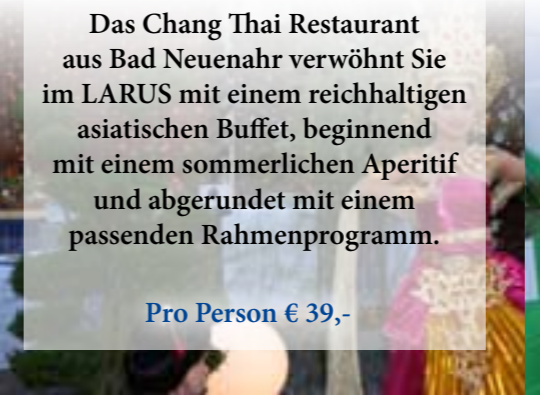 Das Chang Thai Restaurant
aus Bad Neuenahr verwöhnt Sie
im LARUS mit einem reichhaltigen
asiatischen Buffet, beginnend
mit einem sommerlichen Aperitif
und abgerundet mit einem
passenden Rahmenprogramm.
Pro Person € 39,-